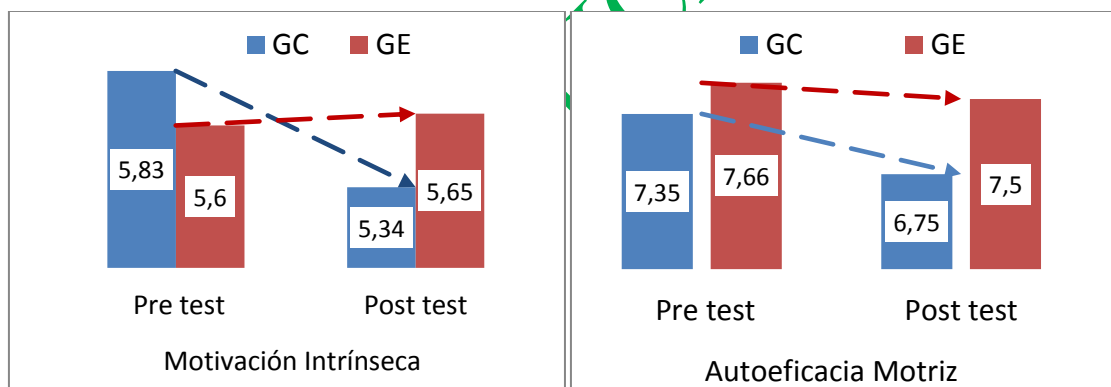 GC GE
5,83
5,6
5,34
5,65
Pre test Post test
Motivación Intrínseca
GC GE
7,35
7,66
6,75
7,5
Pre test Post test
Autoeficacia Motriz